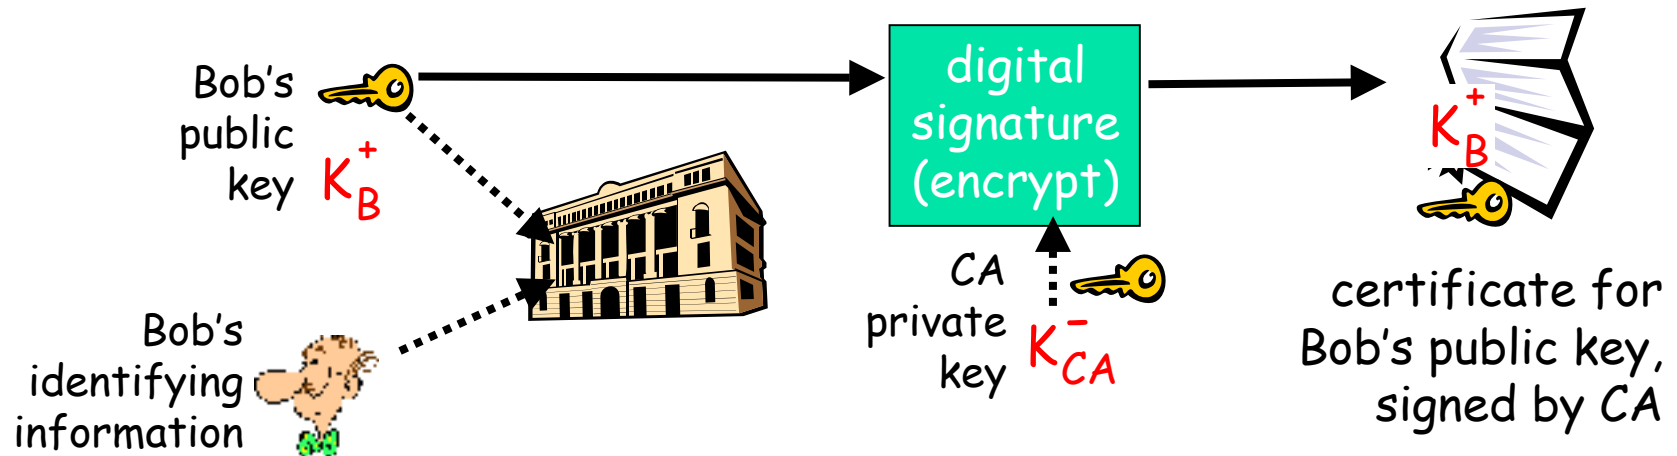 Bob's
public
key
K B +
Bob's
identifying
information
digital
signature
(encrypt)
CA
private
key
K CA -
K B +
certificate for
Bob's public key,
signed by CA